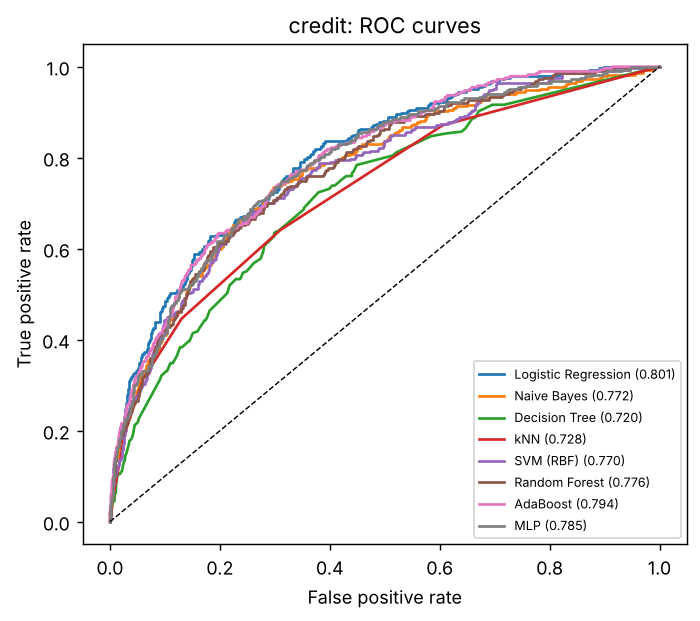 credit: ROC curves
True positive rate
1.0
0.8
0.6
0.4
0.2
0.0
Logistic Regression (0.801)
Naive Bayes (0.772)
Decision Tree (0.720)
kNN (0.728)
SVM (RBF) (0.770)
Random Forest (0.776)
AdaBoost (0.794)
MLP (0.785)
0.0 0.2 0.4 0.6 0.8 1.0
False positive rate